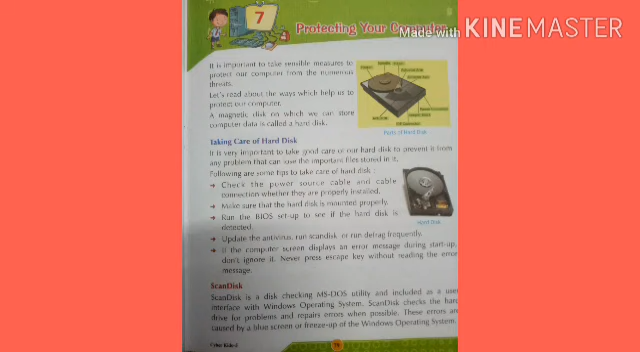 Made with KINEMASTER
7
Protecting Your Computer
It is important to take sensible measures to
protect our computer from the numerous
threats.
Let's read about the ways which help us to
protect our computer.
A magnetic disk on which we can store
computer data is called a hard disk.
Parts of Hard Disk
Taking Care of Hard Disk
It is very important to take good care of our hard disk to prevent it from
any problem that can lose the important files stored in it.
Following are some tips to take care of hard disk :
Check the power source cable and cable
connection whether they are properly installed.
Make sure that the hard disk is mounted properly.
Run the BIOS set-up to see if the hard disk is
detected.
Hard Disk
Update the antivirus, run scandisk or run defrag frequently.
If the computer screen displays an error message during start-up,
don't ignore it. Never press escape key without reading the error
message.
ScanDisk
ScanDisk is a disk checking MS-DOS utility and included as a user
interface with Windows Operating System. ScanDisk checks the hard
drive for problems and repairs errors when possible. These errors are
caused by a blue screen or freeze-up of the Windows Operating System.